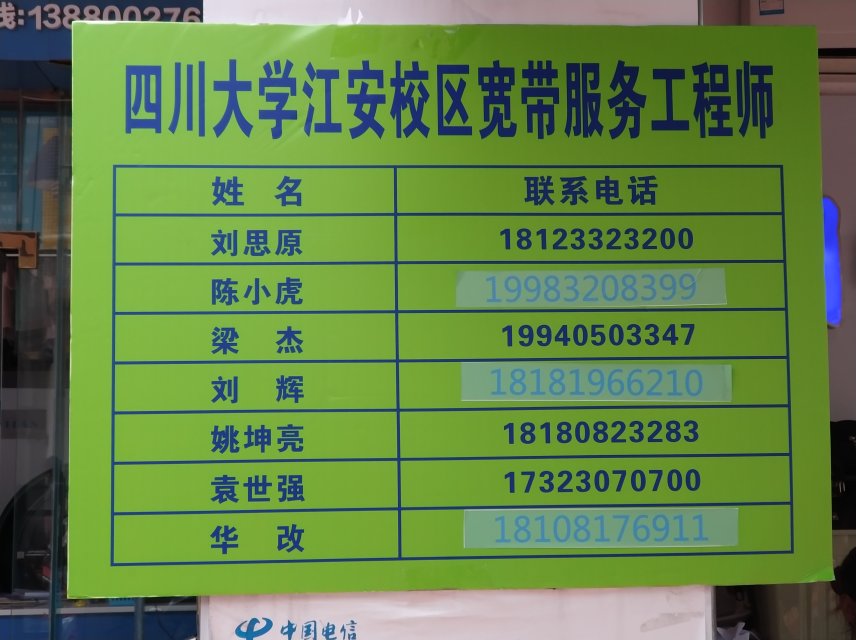 线:138800276
四川大学江安校区宽带服务工程师
姓 名 联系电话
刘思原 18123323200
陈小虎 19983208399
梁 杰 19940503347
刘 辉 18181966210
姚坤亮 18180823283
袁世强 17323070700
华 改 18108176911
中国电信